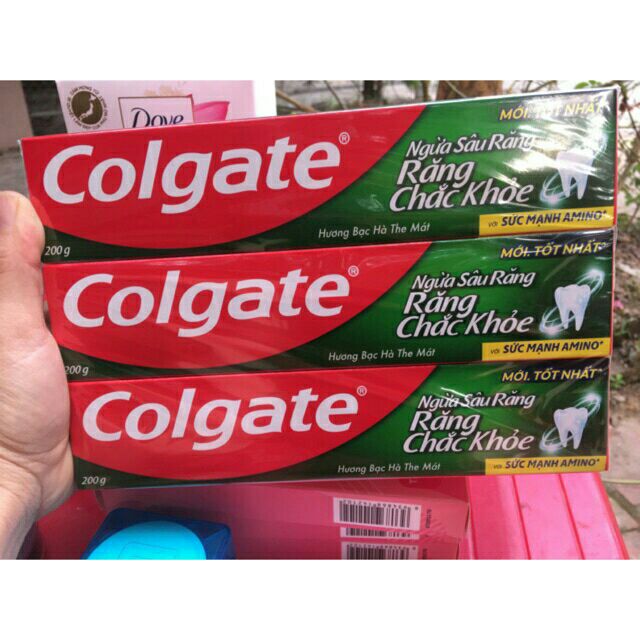 Dove
Colgate®
MỚI. TỐT NHẤT*
Ngừa Sâu Răng
Răng
Chắc Khỏe
VỚI SỨC MẠNH AMINO*
Hương Bạc Hà The Mát
200 g
Colgate®
MỚI. TỐT NHẤT*
Ngừa Sâu Răng
Răng
Chắc Khỏe
VỚI SỨC MẠNH AMINO*
Hương Bạc Hà The Mát
200 g
Colgate®
MỚI. TỐT NHẤT*
Ngừa Sâu Răng
Răng
Chắc Khỏe
VỚI SỨC MẠNH AMINO*
Hương Bạc Hà The Mát
200 g